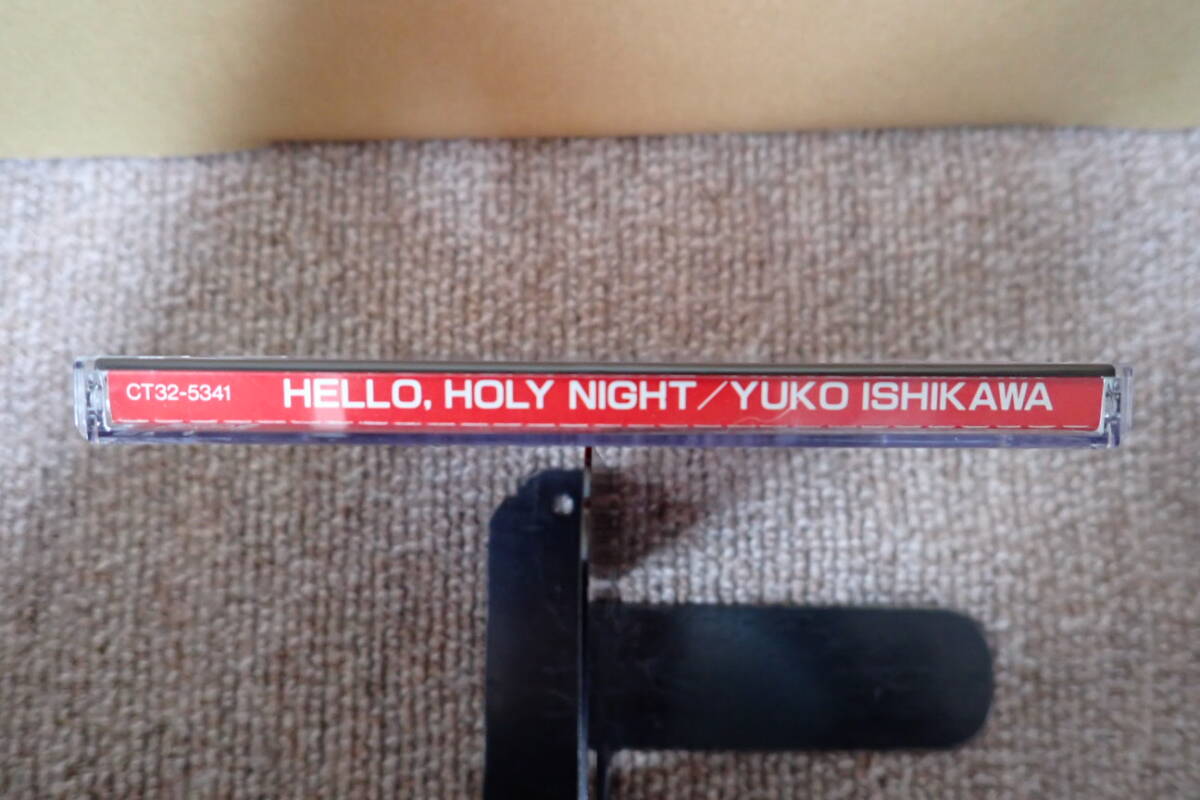 CT32-5341 HELLO, HOLY NIGHT／YUKO ISHIKAWA